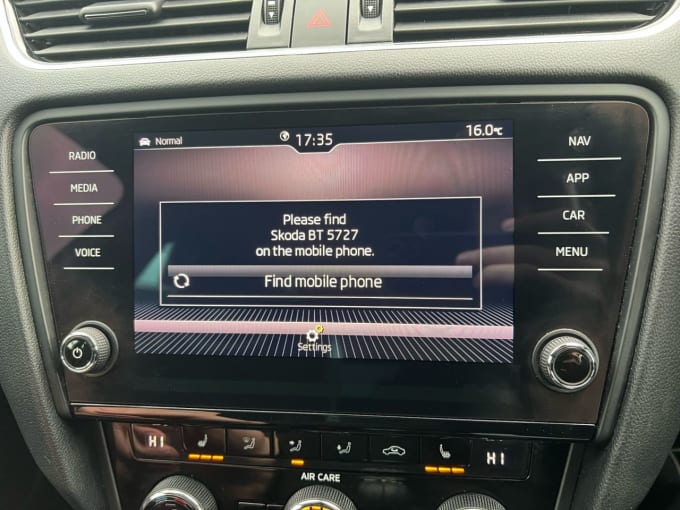 Normal
17:35
16.0°C
RADIO
MEDIA
PHONE
VOICE
NAV
APP
CAR
MENU
Please find
Skoda BT 5727
on the mobile phone.
Find mobile phone
Settings
HI
HI
AIR CARE